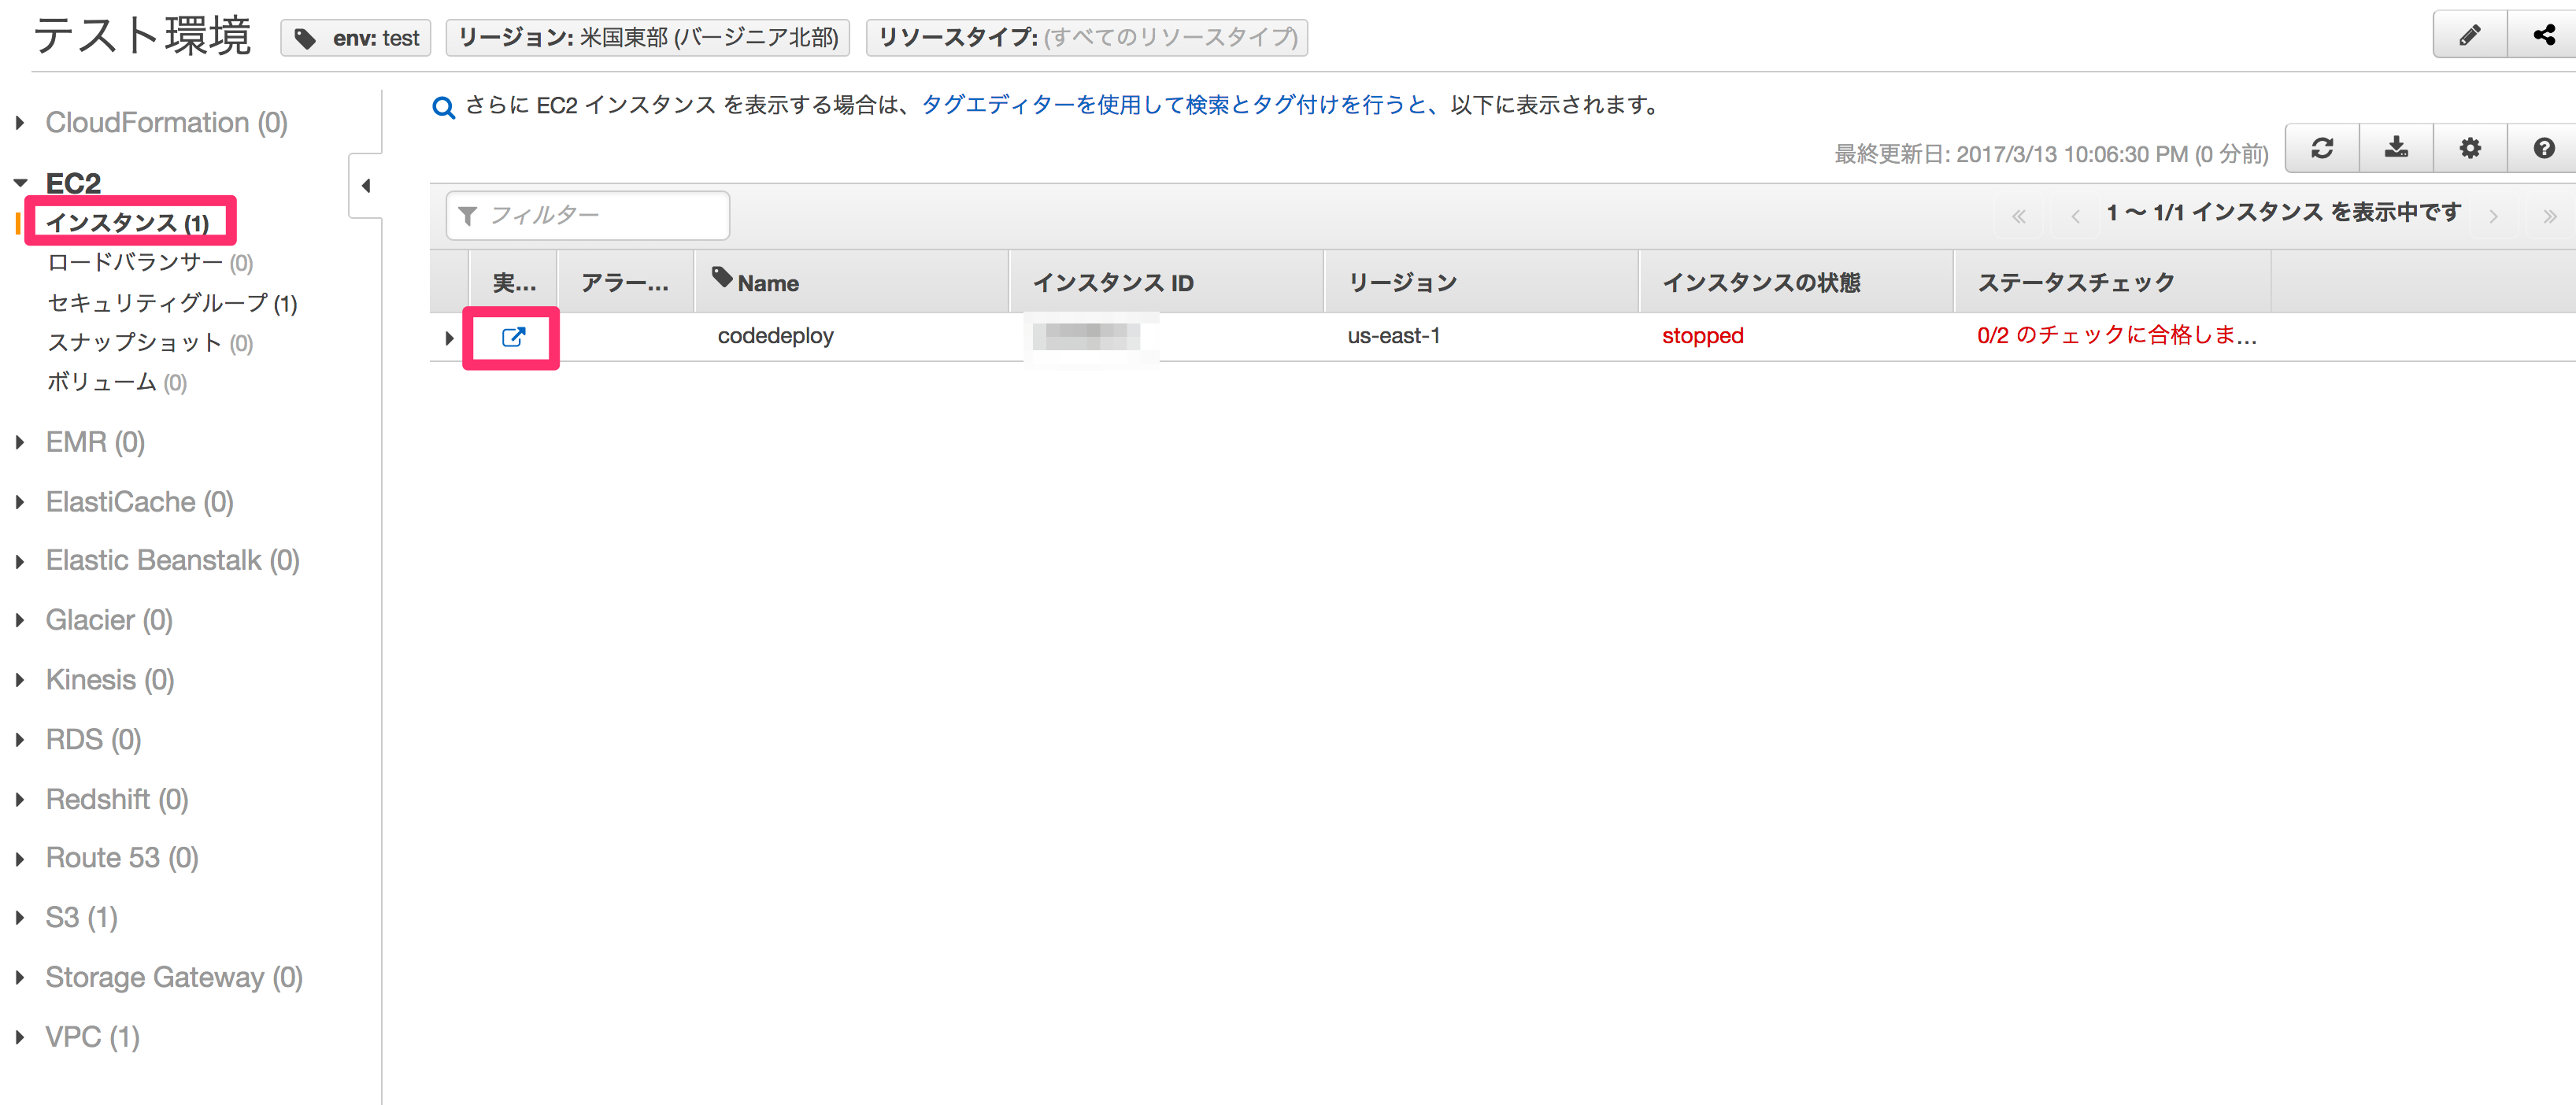 テスト環境 env: test リージョン: 米国東部 (バージニア北部) リソースタイプ: (すべてのリソースタイプ)
CloudFormation (0)
EC2
インスタンス (1)
ロードバランサー (0)
セキュリティグループ (1)
スナップショット (0)
ボリューム (0)
EMR (0)
ElastiCache (0)
Elastic Beanstalk (0)
Glacier (0)
Kinesis (0)
RDS (0)
Redshift (0)
Route 53 (0)
S3 (1)
Storage Gateway (0)
VPC (1)
さらに EC2 インスタンス を表示する場合は、タグエディターを使用して検索とタグ付けを行うと、以下に表示されます。
最終更新日: 2017/3/13 10:06:30 PM (0 分前)
フィルター
1 ～ 1/1 インスタンス を表示中です
実... アラー... Name インスタンス ID リージョン インスタンスの状態 ステータスチェック
codedeploy us-east-1 stopped 0/2 のチェックに合格しま...